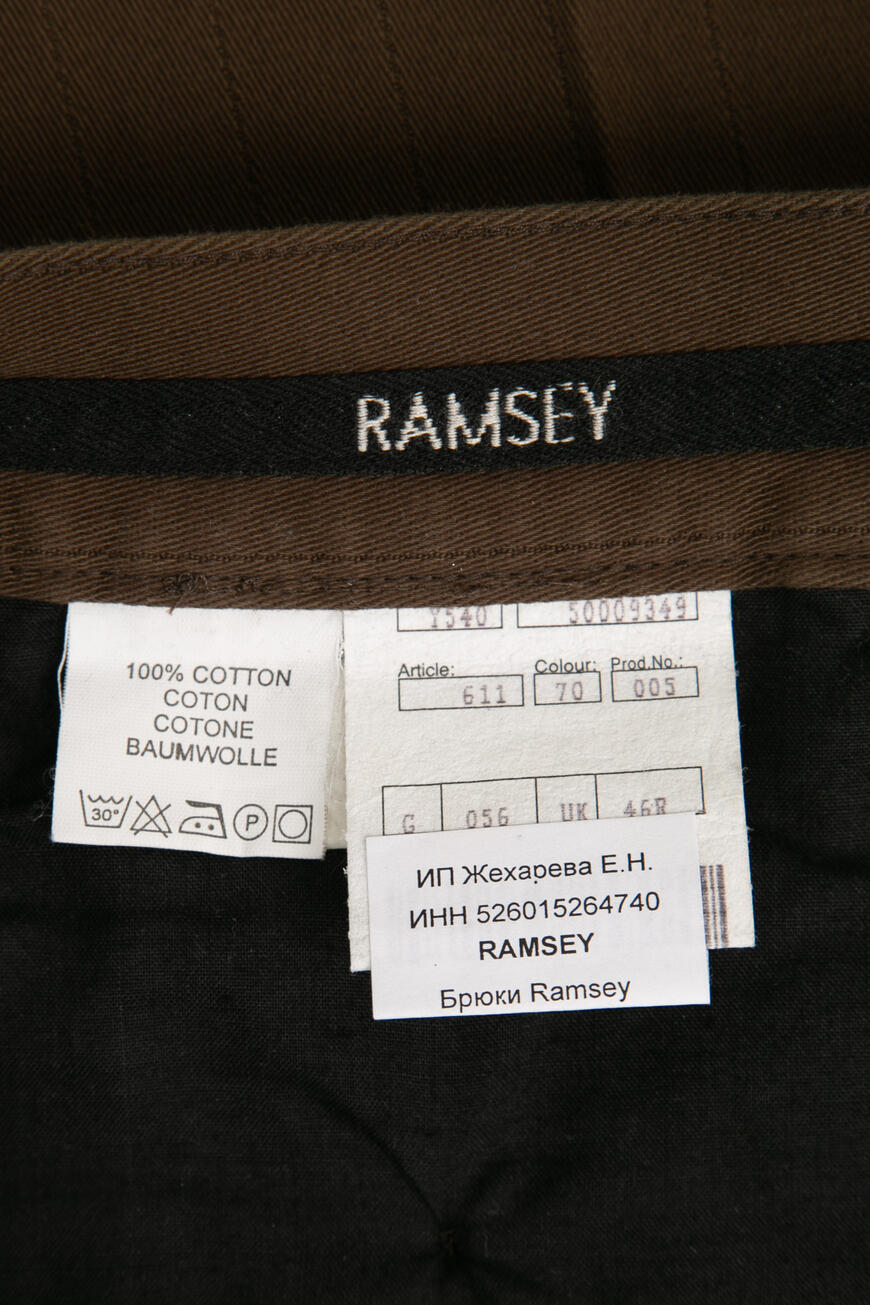 RAMSEY
Y540 50009349
Article: Colour: Prod.No.:
611 70 005
100% COTTON
COTON
COTONE
BAUMWOLLE
30°
P
G 056 UK 46R
ИП Жехарева Е.Н.
ИНН 526015264740
RAMSEY
Брюки Ramsey